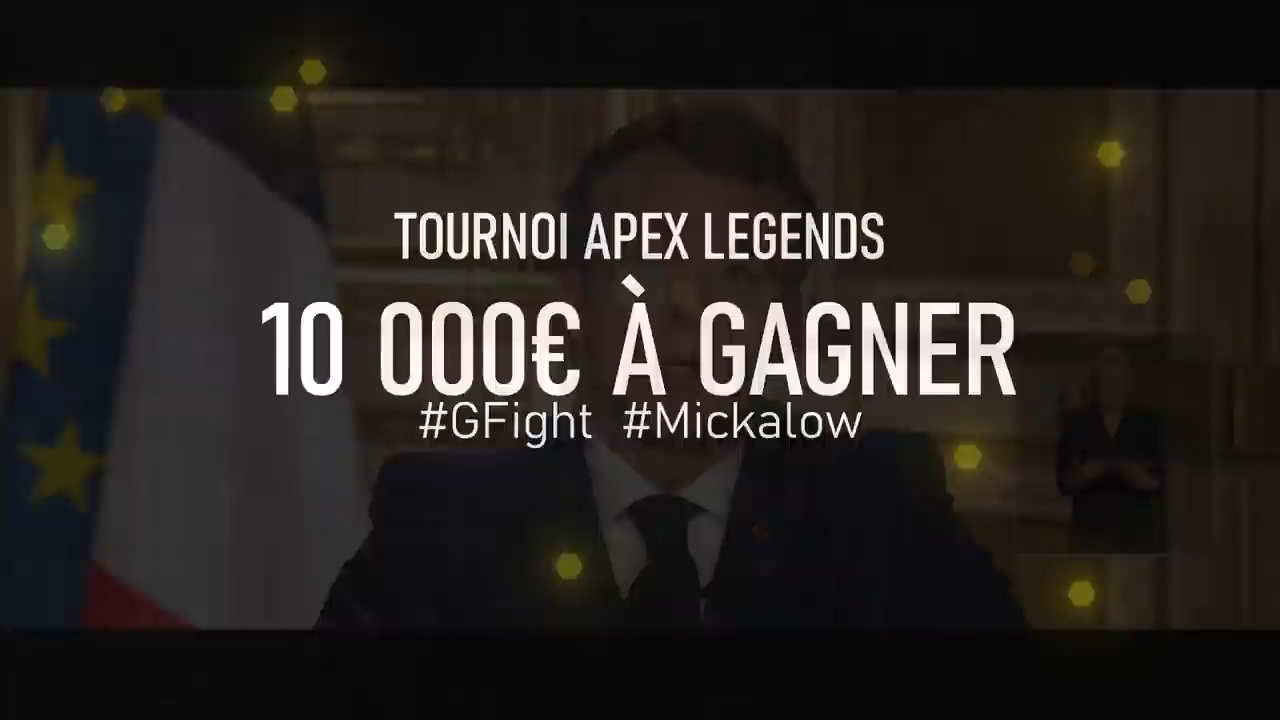 TOURNOI APEX LEGENDS
10 000€ À GAGNER
#GFight #Mickalow